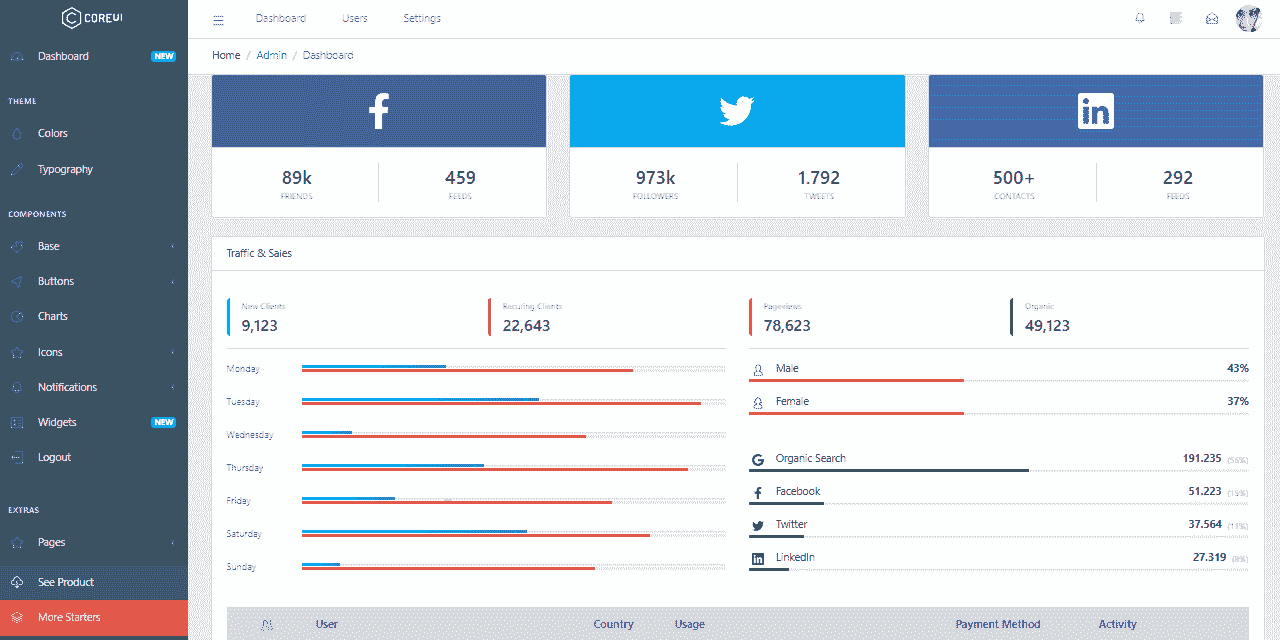 COREUI
Dashboard NEW
THEME
Colors
Typography
COMPONENTS
Base
Buttons
Charts
Icons
Notifications
Widgets NEW
Logout
EXTRAS
Pages
See Product
More Starters
Dashboard Users Settings
Home / Admin / Dashboard
89k 459
FRIENDS FEEDS
973k 1.792
FOLLOWERS TWEETS
500+ 292
CONTACTS FEEDS
Traffic & Sales
New Clients
9,123
Recuring Clients
22,643
Pageviews
78,623
Organic
49,123
Monday
Tuesday
Wednesday
Thursday
Friday
Saturday
Sunday
Male 43%
Female 37%
Organic Search 191.235 (56%)
Facebook 51.223 (15%)
Twitter 37.564 (11%)
LinkedIn 27.319 (8%)
User Country Usage Payment Method Activity